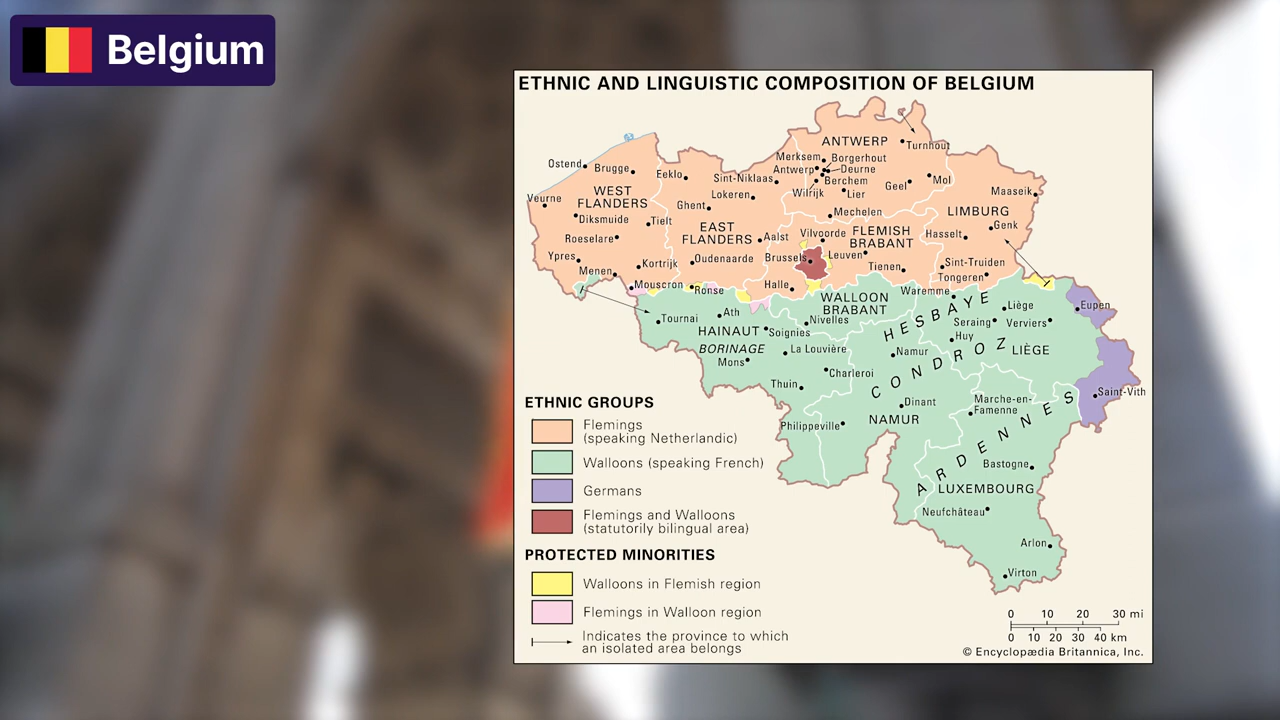 Belgium
ETHNIC AND LINGUISTIC COMPOSITION OF BELGIUM
ANTWERP
Turnhout
Merksem
Borgerhout
Ostend
Brugge
Antwerp
Deurne
Eeklo
Sint-Niklaas
Berchem
Geel
Mol
Maaseik
Veurne
WEST
FLANDERS
Lokeren
Wilrijk
Lier
Ghent
Mechelen
LIMBURG
Diksmuide
Tielt
EAST
FLANDERS
Aalst
Vilvoorde
FLEMISH
BRABANT
Hasselt
Genk
Roeselare
Ypres
Kortrijk
Oudenaarde
Brussels
Leuven
Tienen
Sint-Truiden
Menen
Tongeren
Mouscron
Ronse
Halle
WALLOON
BRABANT
Waremme
Tournai
Ath
Nivelles
HESBAYE
Liège
Eupen
HAINAUT
Soignies
Seraing
Verviers
Huy
BORINAGE
La Louvière
Namur
CONDROZ
LIÈGE
Mons
Charleroi
Thuin
Dinant
Marche-en-
Famenne
Saint-Vith
Philippeville
NAMUR
ARDENNES
Bastogne
LUXEMBOURG
Neufchâteau
Arlon
Virton
ETHNIC GROUPS
Flemings
(speaking Netherlandic)
Walloons (speaking French)
Germans
Flemings and Walloons
(statutorily bilingual area)
PROTECTED MINORITIES
Walloons in Flemish region
Flemings in Walloon region
Indicates the province to which
an isolated area belongs
0 10 20 30 mi
0 10 20 30 40 km
© Encyclopædia Britannica, Inc.